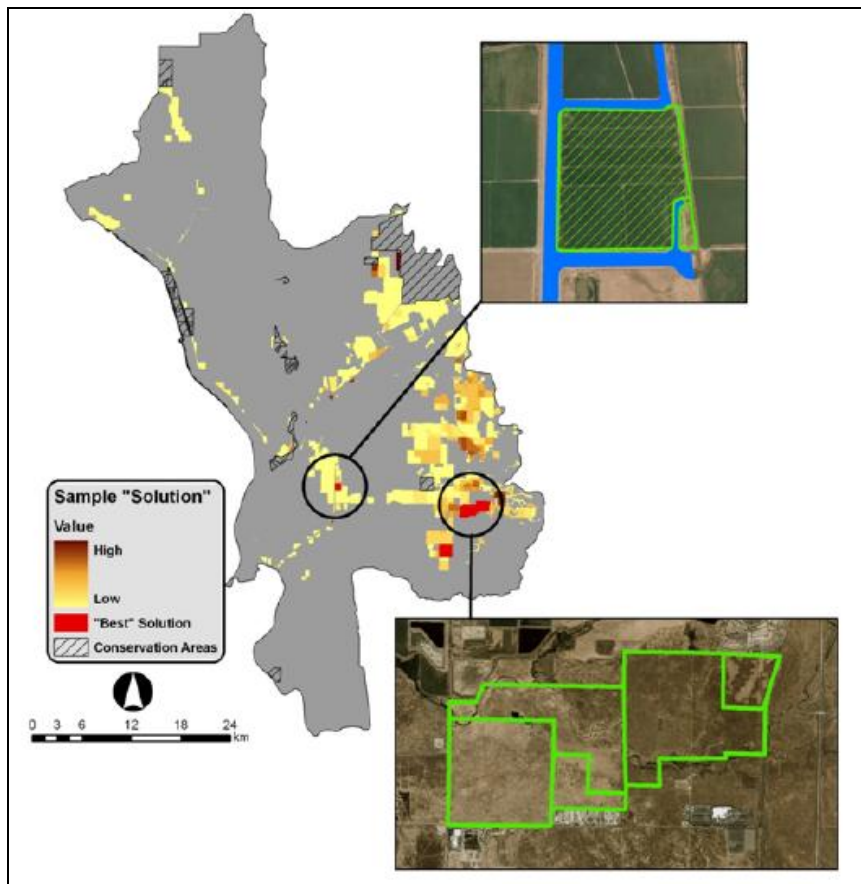 Sample "Solution"
Value
High
Low
"Best" Solution
Conservation Areas
0 3 6 12 18 24
km